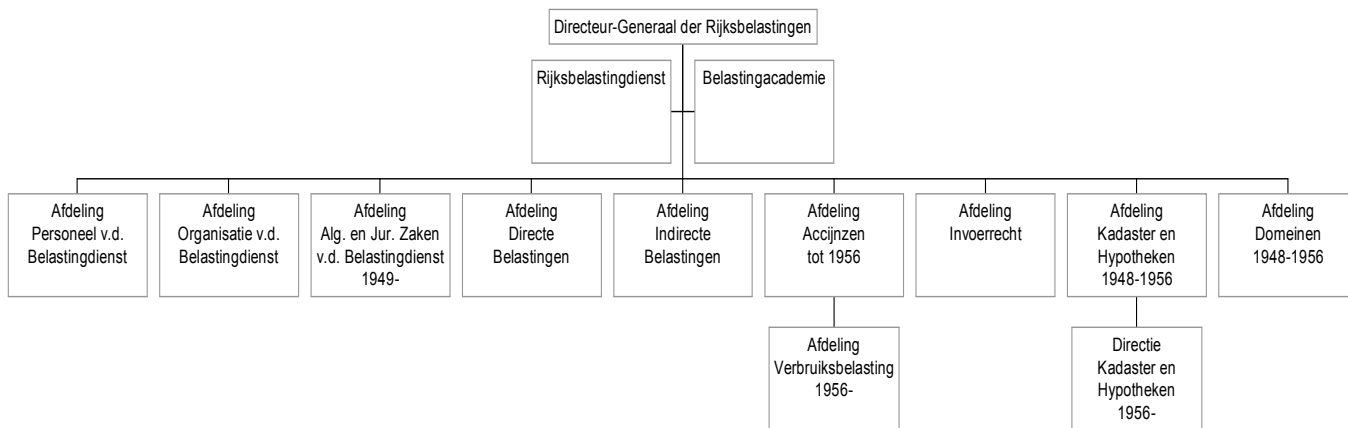 Directeur-Generaal der Rijksbelastingen
Rijksbelastingdienst
Belastingacademie
Afdeling
Personeel v.d.
Belastingdienst
Afdeling
Organisatie v.d.
Belastingdienst
Afdeling
Alg. en Jur. Zaken
v.d. Belastingdienst
1949-
Afdeling
Directe
Belastingen
Afdeling
Indirecte
Belastingen
Afdeling
Accijnzen
tot 1956
Afdeling
Invoerrecht
Afdeling
Kadaster en
Hypotheken
1948-1956
Afdeling
Domeinen
1948-1956
Afdeling
Verbruiksbelasting
1956-
Directie
Kadaster en
Hypotheken
1956-